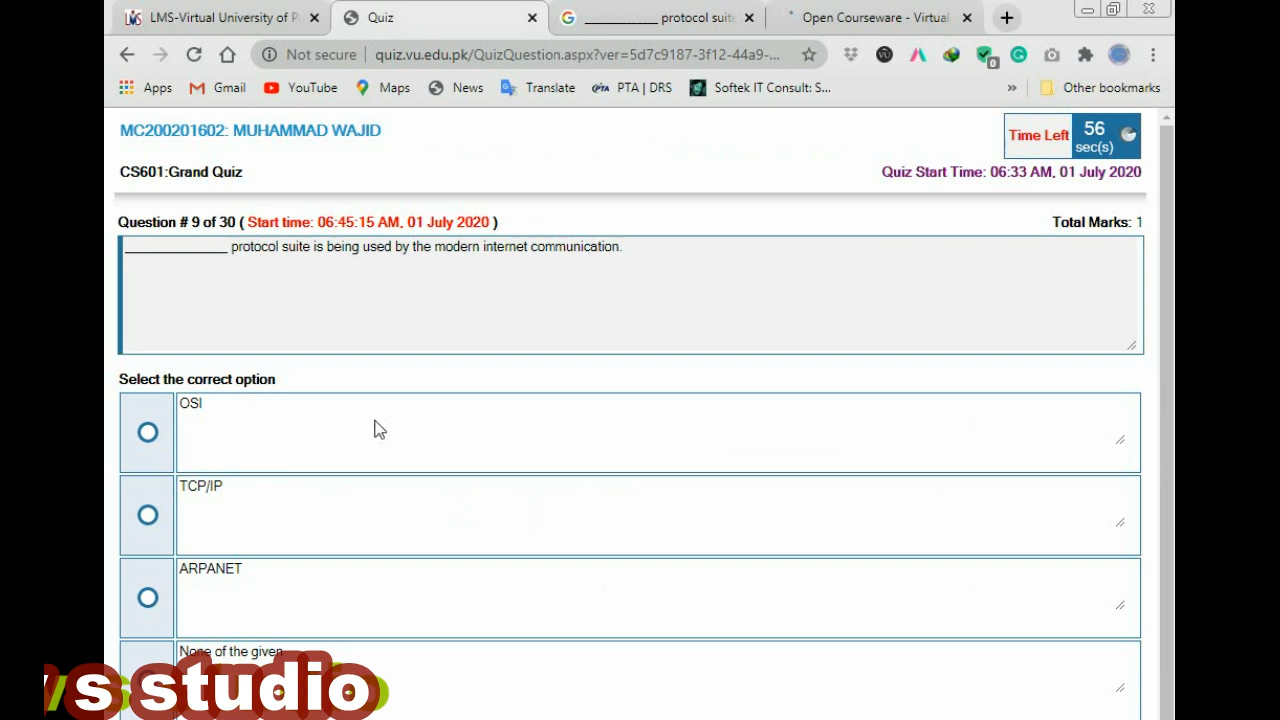 LMS-Virtual University of P
Quiz
____________ protocol suit
Open Courseware - Virtual
Not secure | quiz.vu.edu.pk/QuizQuestion.aspx?ver=5d7c9187-3f12-44a9-...
Apps Gmail YouTube Maps News Translate PTA | DRS Softek IT Consult: S... » Other bookmarks
MC200201602: MUHAMMAD WAJID
Time Left 56 sec(s)
CS601:Grand Quiz
Quiz Start Time: 06:33 AM, 01 July 2020
Question # 9 of 30 ( Start time: 06:45:15 AM, 01 July 2020 )
Total Marks: 1
_______________ protocol suite is being used by the modern internet communication.
Select the correct option
OSI
TCP/IP
ARPANET
None of the given
s studio